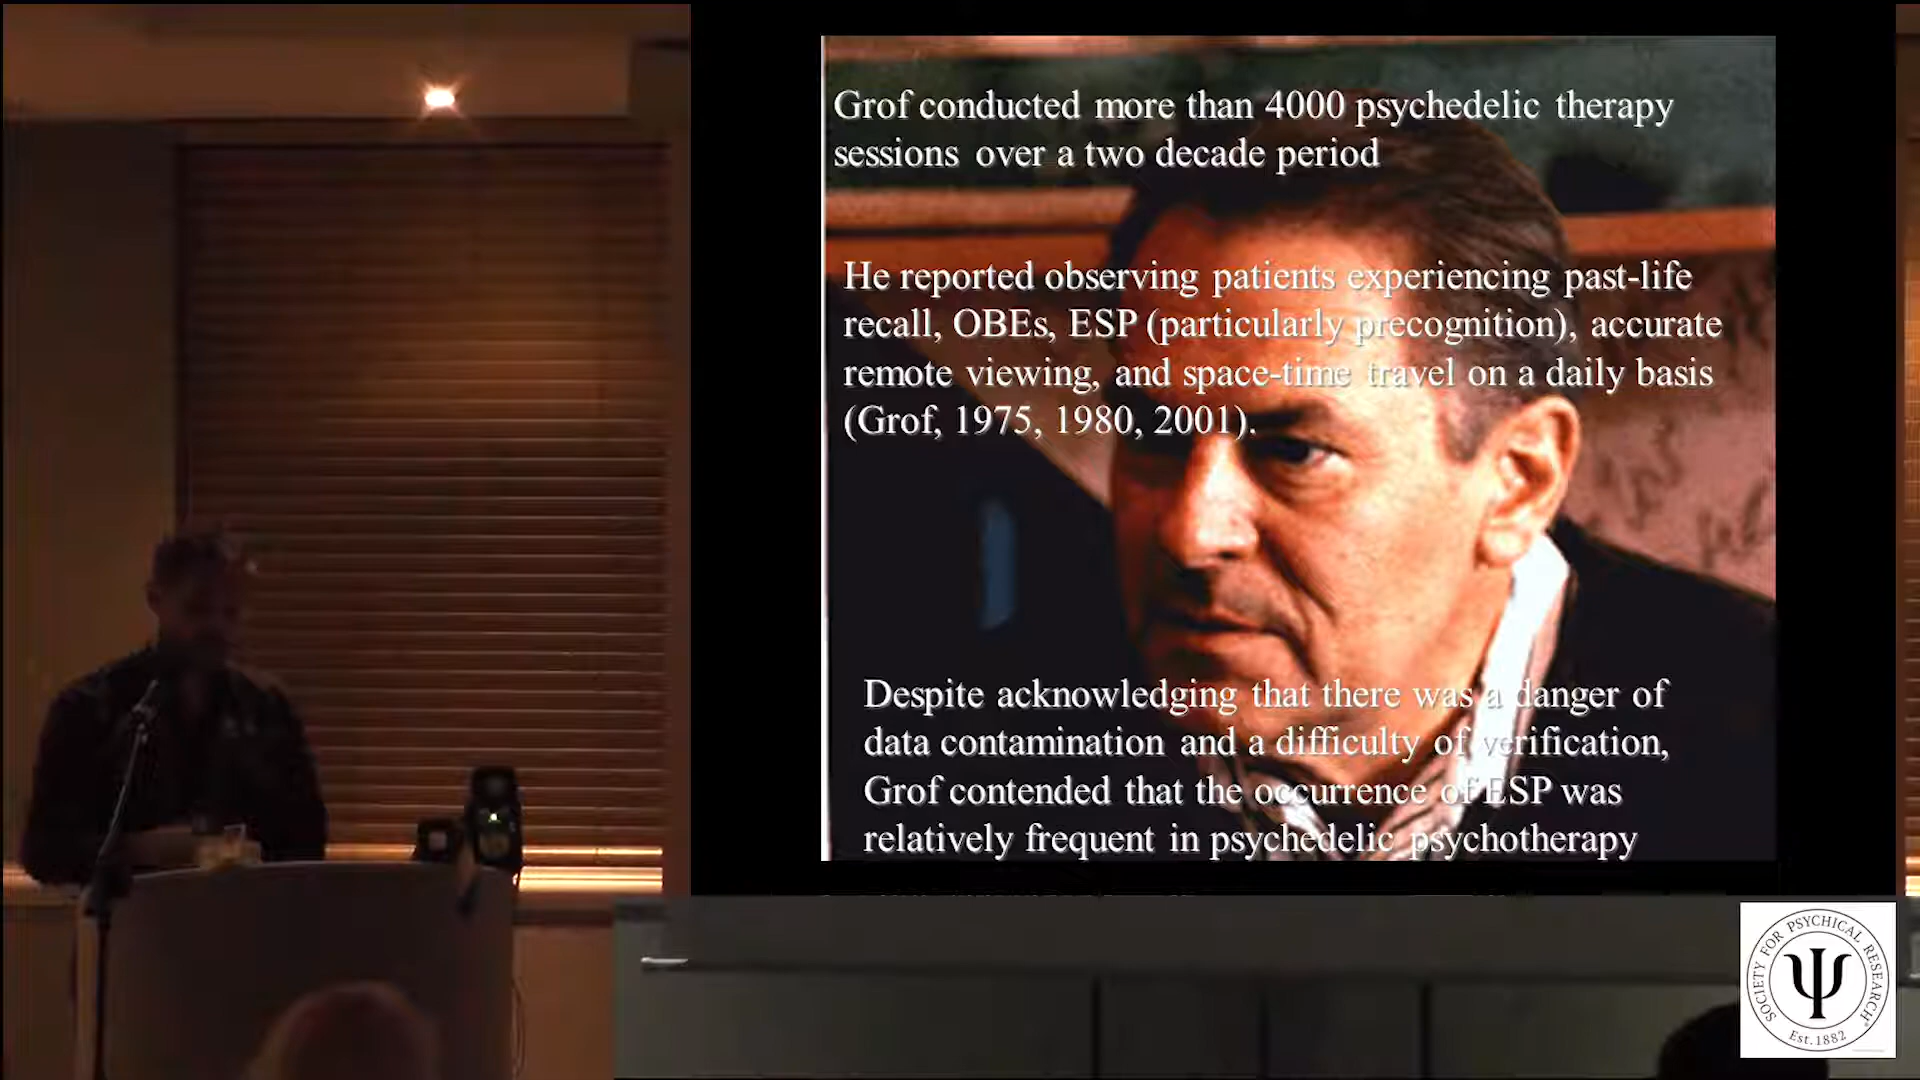 Grof conducted more than 4000 psychedelic therapy
sessions over a two decade period
He reported observing patients experiencing past-life
recall, OBEs, ESP (particularly precognition), accurate
remote viewing, and space-time travel on a daily basis
(Grof, 1975, 1980, 2001).
Despite acknowledging that there was a danger of
data contamination and a difficulty of verification,
Grof contended that the occurrence of ESP was
relatively frequent in psychedelic psychotherapy
SOCIETY FOR PSYCHICAL RESEARCH
Ψ
Est.1882